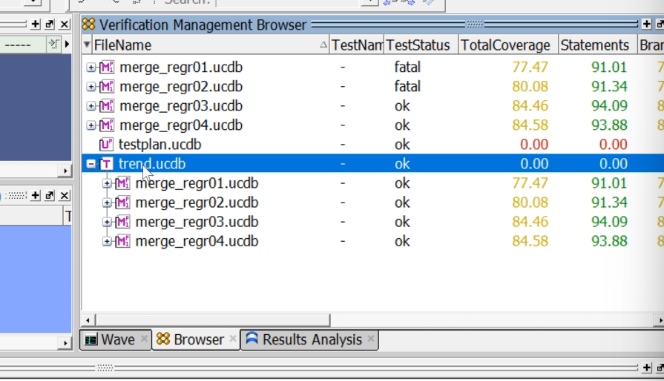 Search:
Verification Management Browser
FileName TestNam TestStatus TotalCoverage Statements Bran
merge_regr01.ucdb - fatal 77.47 91.01 7
merge_regr02.ucdb - fatal 80.08 91.34 7
merge_regr03.ucdb - ok 84.46 94.09 8
merge_regr04.ucdb - ok 84.58 93.88 8
testplan.ucdb - ok 0.00 0.00
trend.ucdb - ok 0.00 0.00
merge_regr01.ucdb - ok 77.47 91.01 7
merge_regr02.ucdb - ok 80.08 91.34 7
merge_regr03.ucdb - ok 84.46 94.09 8
merge_regr04.ucdb - ok 84.58 93.88 8
Wave Browser Results Analysis